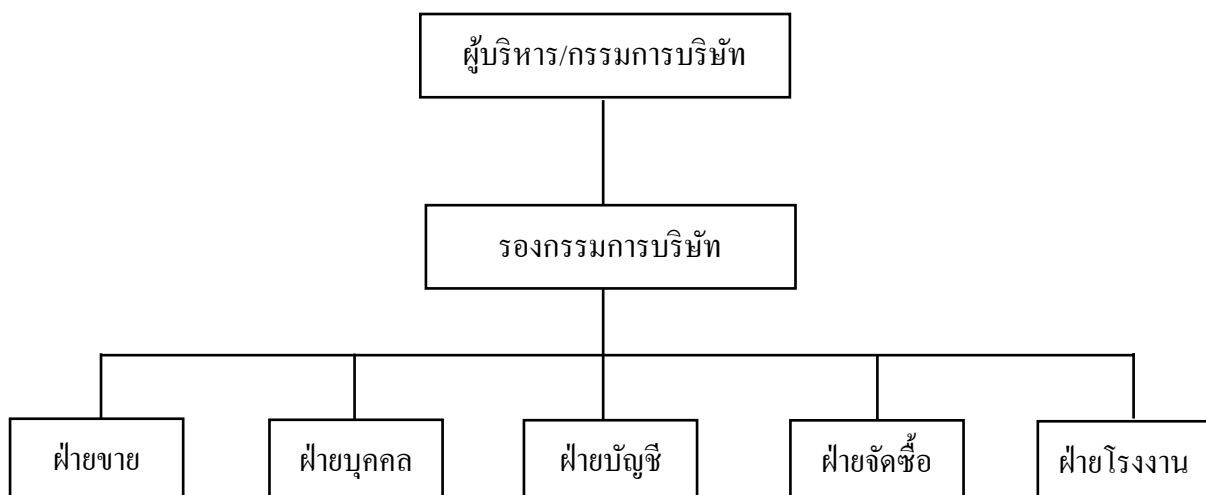 ผู้บริหาร/กรรมการบริษัท
รองกรรมการบริษัท
ฝ่ายขาย
ฝ่ายบุคคล
ฝ่ายบัญชี
ฝ่ายจัดซื้อ
ฝ่ายโรงงาน